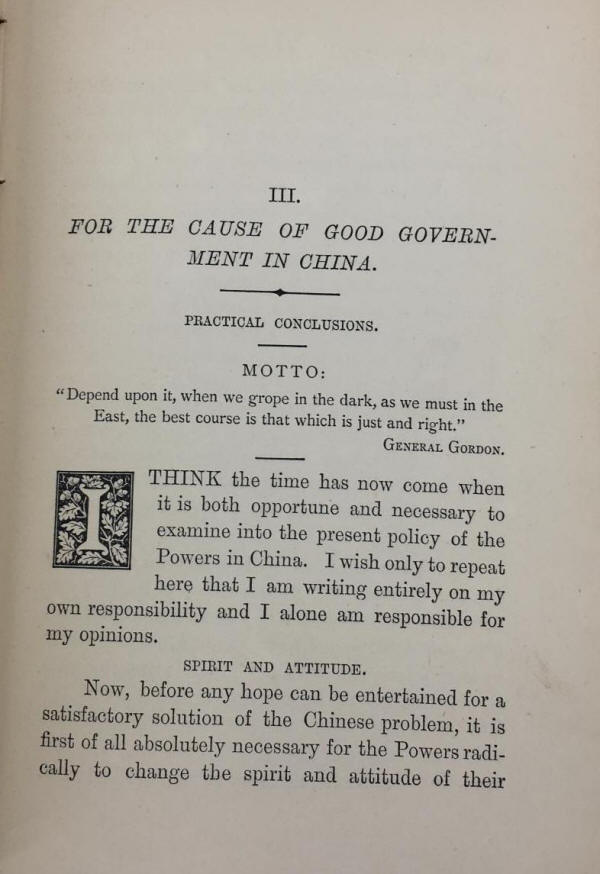 III.
FOR THE CAUSE OF GOOD GOVERN-
MENT IN CHINA.
PRACTICAL CONCLUSIONS.
MOTTO:
"Depend upon it, when we grope in the dark, as we must in the
East, the best course is that which is just and right."
GENERAL GORDON.
I THINK the time has now come when
it is both opportune and necessary to
examine into the present policy of the
Powers in China. I wish only to repeat
here that I am writing entirely on my
own responsibility and I alone am responsible for
my opinions.
SPIRIT AND ATTITUDE.
Now, before any hope can be entertained for a
satisfactory solution of the Chinese problem, it is
first of all absolutely necessary for the Powers radi-
cally to change the spirit and attitude of their